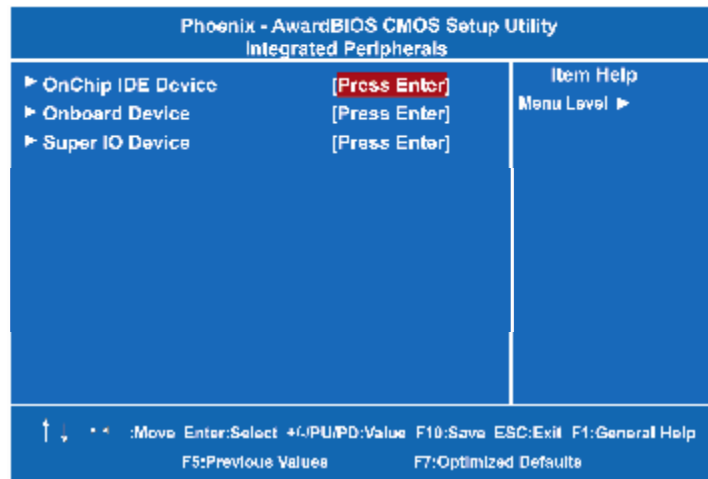 Phoenix - AwardBIOS CMOS Setup Utility
Integrated Peripherals
► OnChip IDE Device [Press Enter]
► Onboard Device [Press Enter]
► Super IO Device [Press Enter]
Item Help
Menu Level ►
↑ ↓ :Move Enter:Select +/-/PU/PD:Value F10:Save ESC:Exit F1:General Help
F5:Previous Values F7:Optimized Defaults